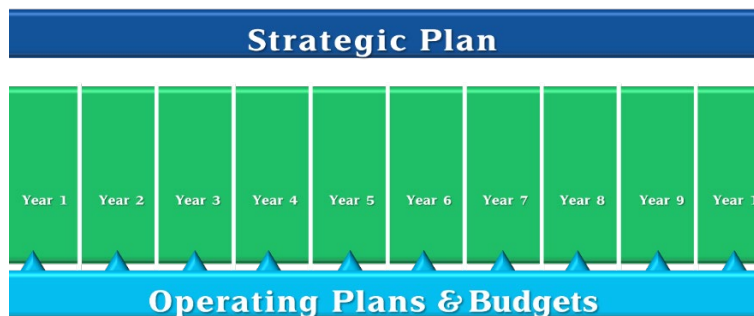 Strategic Plan
Year 1 Year 2 Year 3 Year 4 Year 5 Year 6 Year 7 Year 8 Year 9 Year
Operating Plans & Budgets